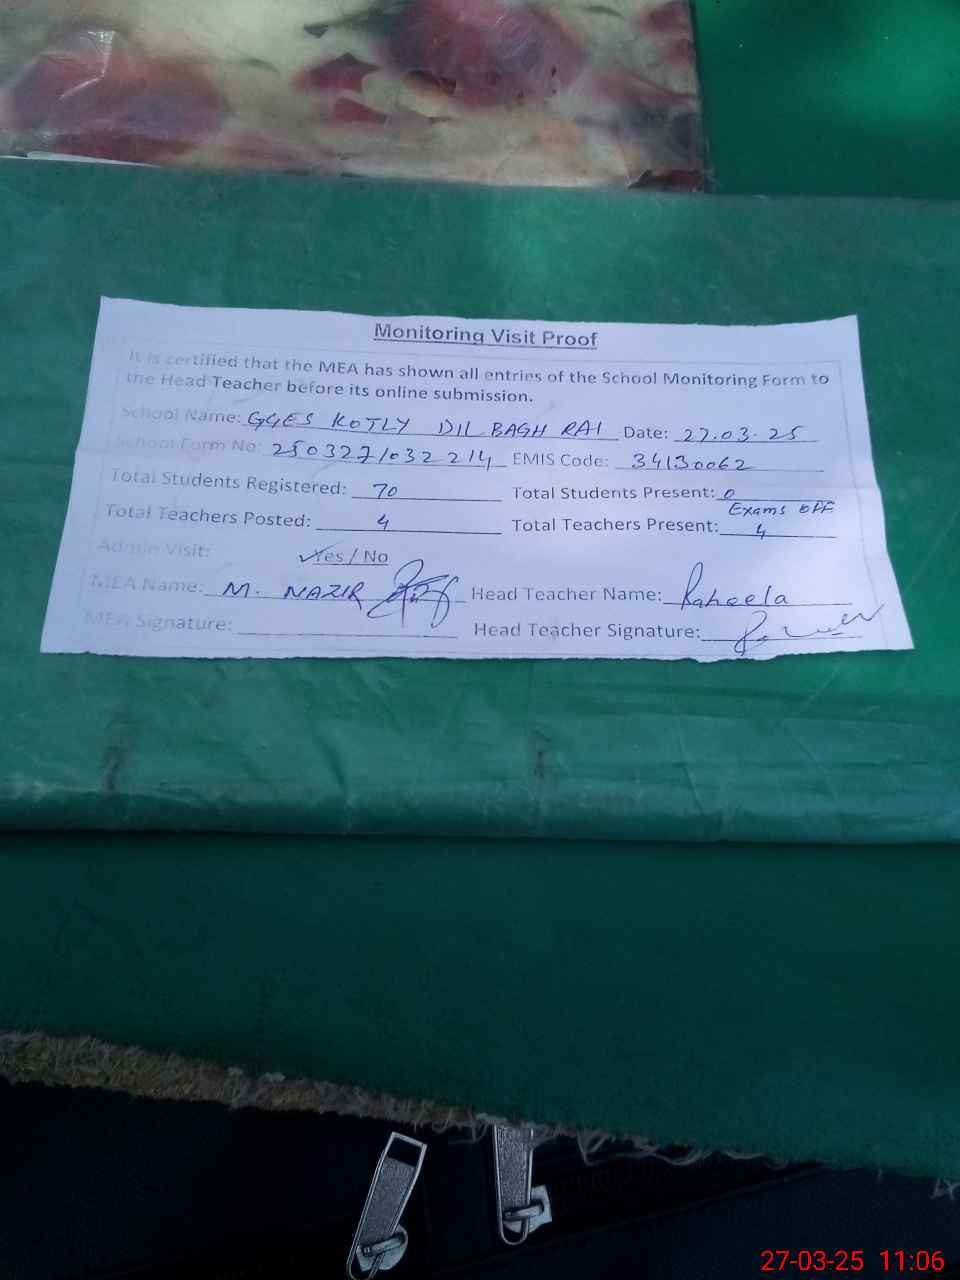 Monitoring Visit Proof
It is certified that the MEA has shown all entries of the School Monitoring Form to
the Head Teacher before its online submission.
School Name: GGES KOTLY DIL BAGH RAI Date: 27.03.25
School Form No: 2503271032214 EMIS Code: 34130062
Total Students Registered: 70 Total Students Present: 0
Exams OFF
Total Teachers Posted: 4 Total Teachers Present: 4
Admin Visit: Yes / No
MEA Name: M. NAZIR Head Teacher Name: Raheela
MEA Signature: Head Teacher Signature:
27-03-25 11:06